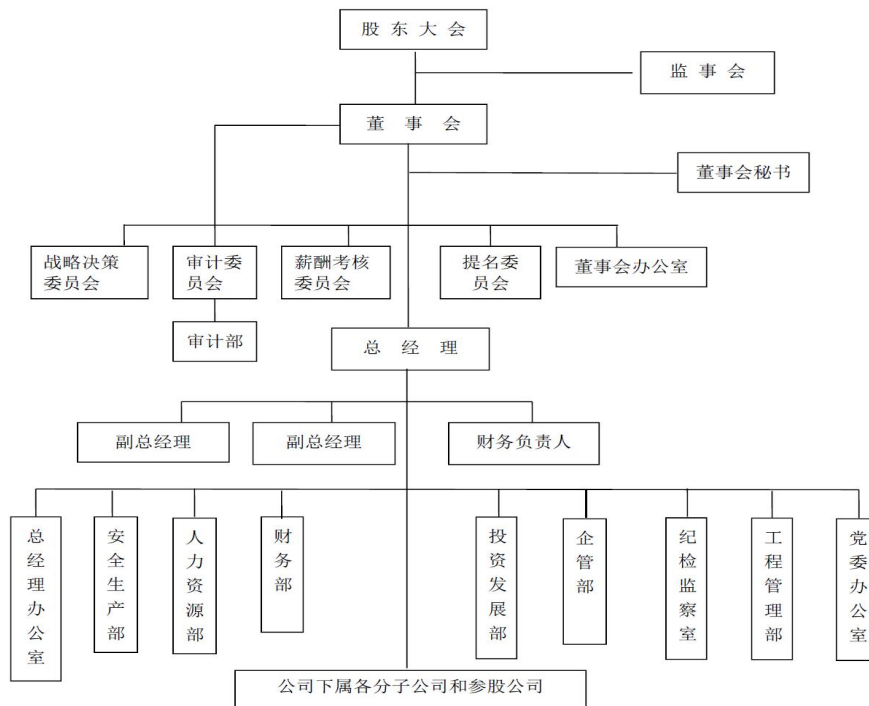 股东大会
监事会
董事会
董事会秘书
战略决策
委员会
审计委
员会
薪酬考核
委员会
提名委
员会
董事会办公室
审计部
总经理
副总经理
副总经理
财务负责人
总经理办公室
安全生产部
人力资源部
财务部
投资发展部
企管部
纪检监察室
工程管理部
党委办公室
公司下属各分子公司和参股公司